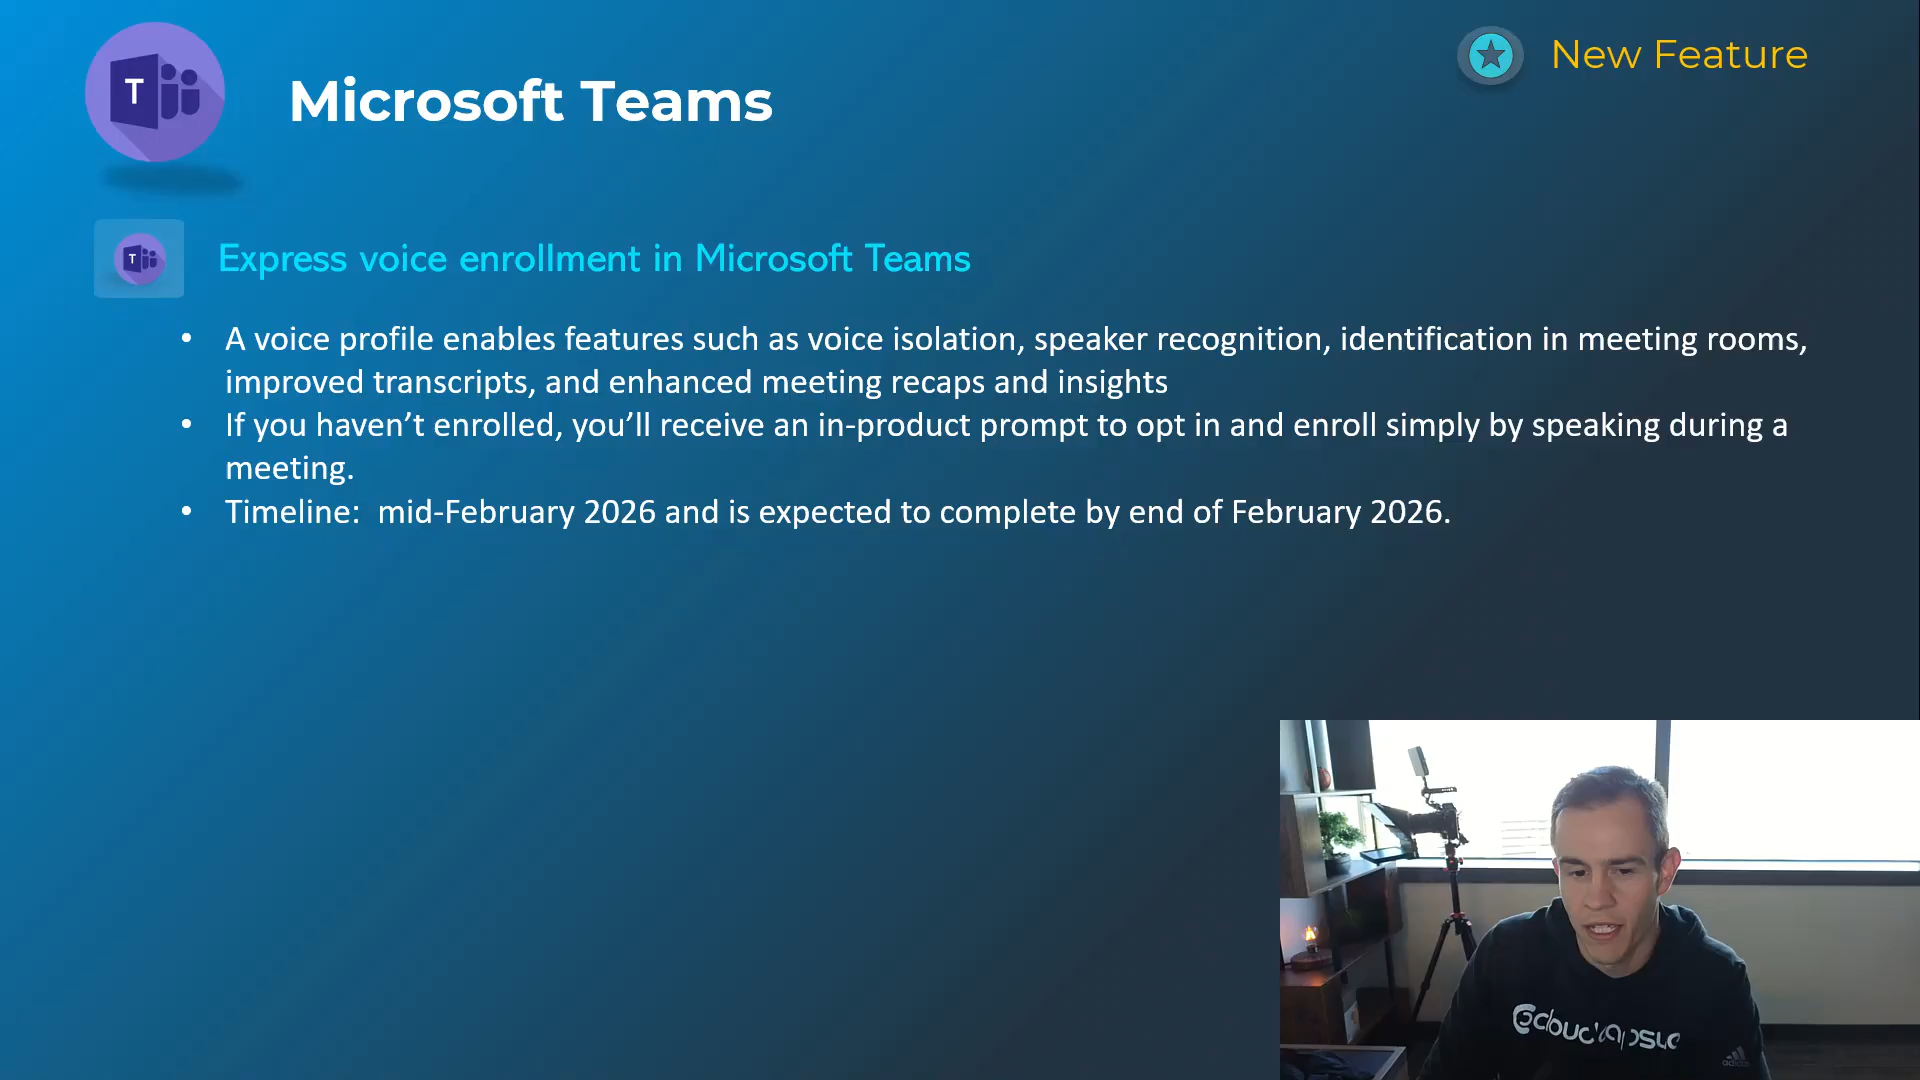 T
Microsoft Teams
New Feature
T
Express voice enrollment in Microsoft Teams
• A voice profile enables features such as voice isolation, speaker recognition, identification in meeting rooms,
improved transcripts, and enhanced meeting recaps and insights
• If you haven’t enrolled, you’ll receive an in-product prompt to opt in and enroll simply by speaking during a
meeting.
• Timeline:  mid-February 2026 and is expected to complete by end of February 2026.
adidas